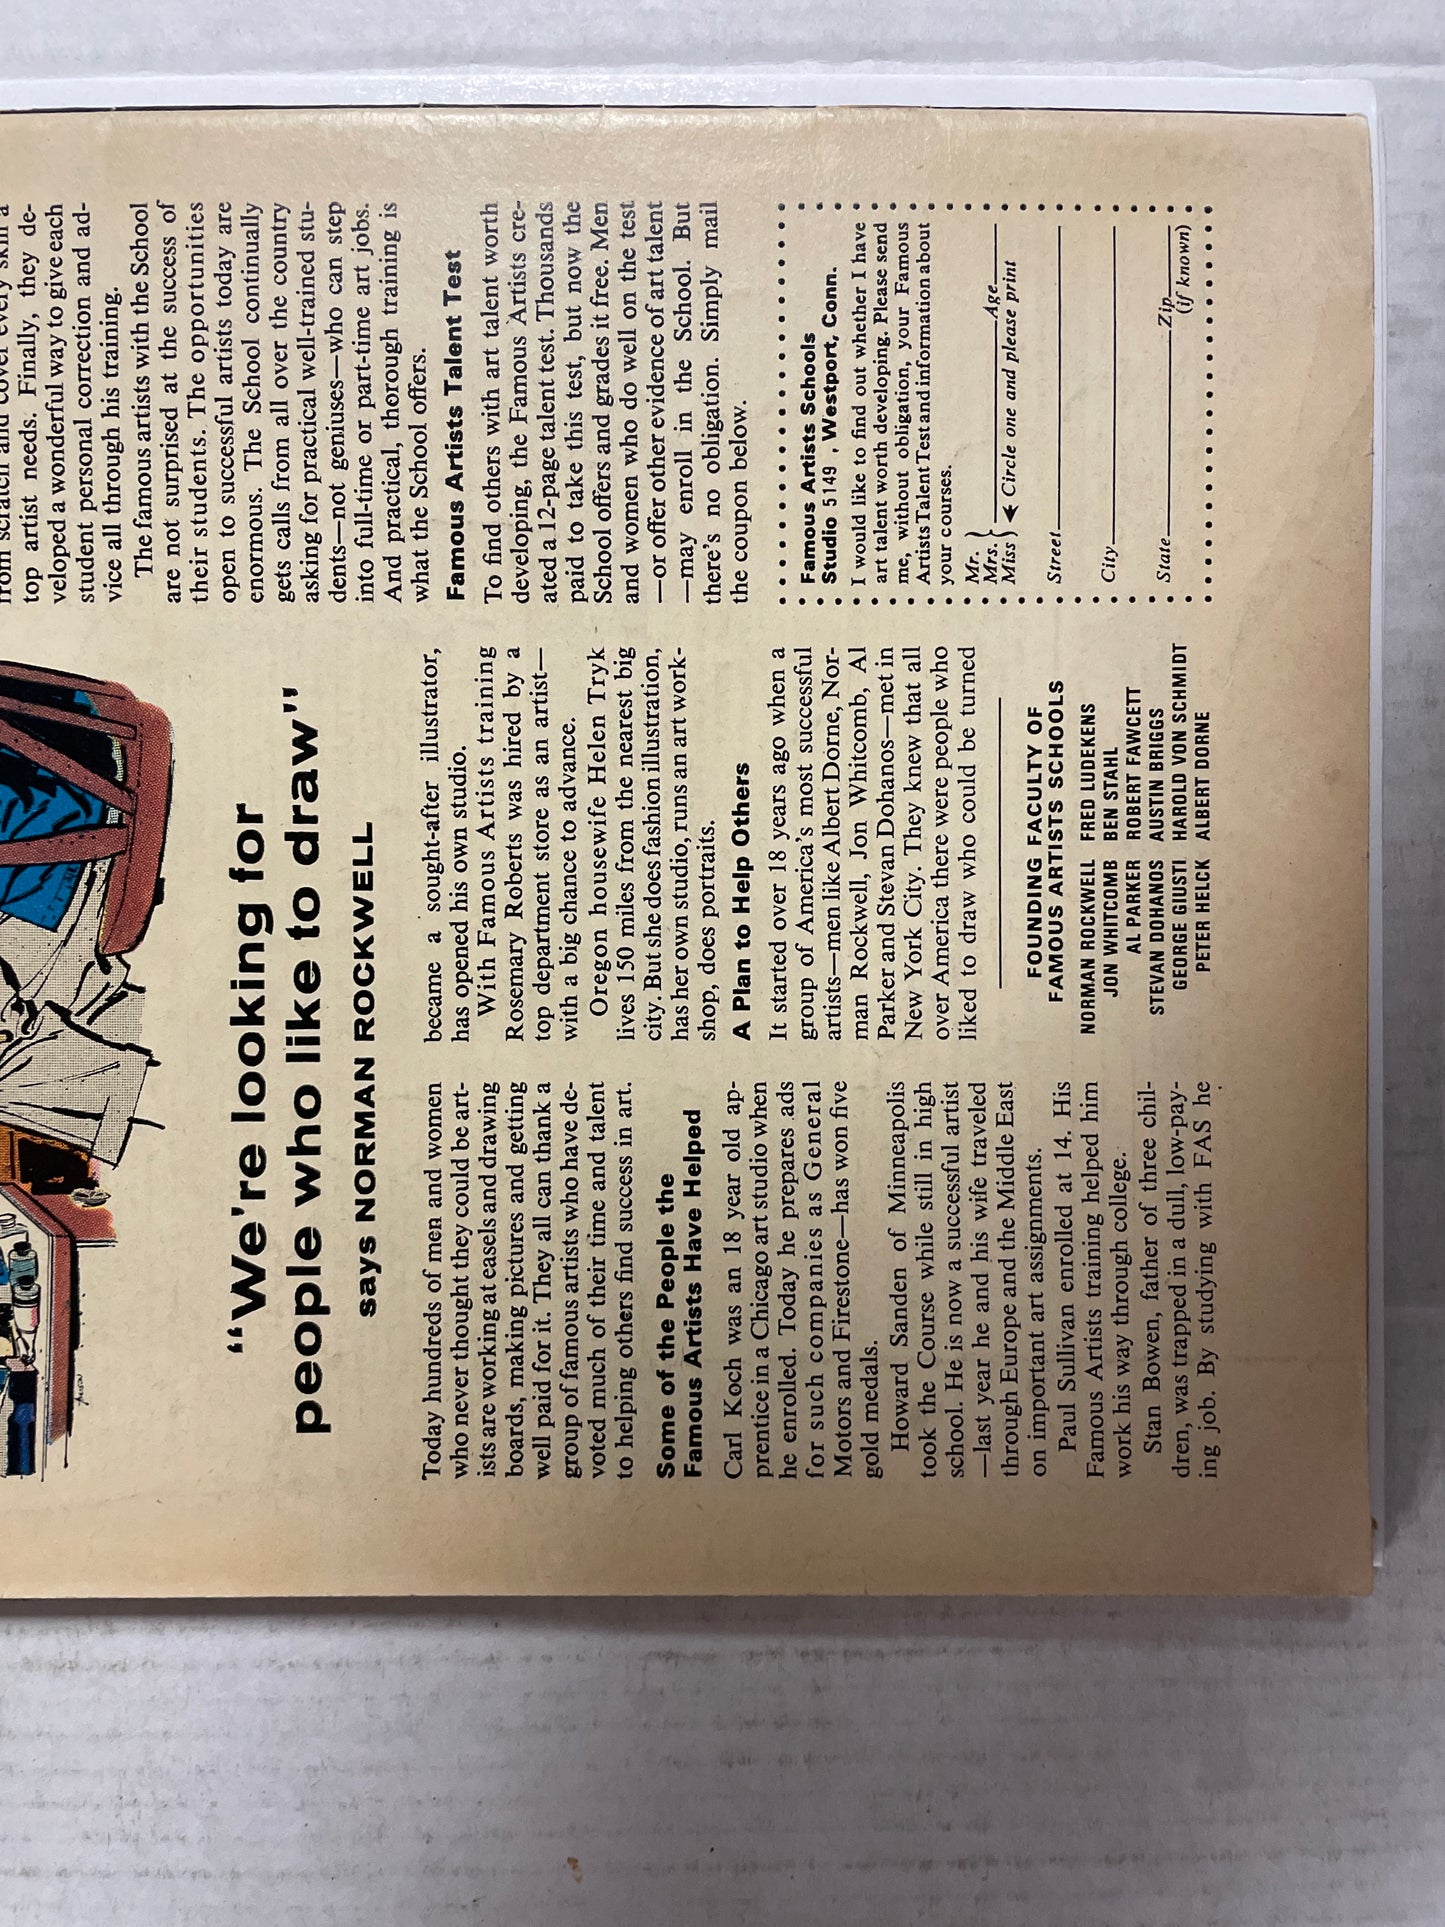 "We're looking for
people who like to draw"
says NORMAN ROCKWELL
Today hundreds of men and women
who never thought they could be art-
ists are working at easels and drawing
boards, making pictures and getting
well paid for it. They all can thank a
group of famous artists who have de-
voted much of their time and talent
to helping others find success in art.
Some of the People the
Famous Artists Have Helped
Carl Koch was an 18 year old ap-
prentice in a Chicago art studio when
he enrolled. Today he prepares ads
for such companies as General
Motors and Firestone—has won five
gold medals.
Howard Sanden of Minneapolis
took the Course while still in high
school. He is now a successful artist
—last year he and his wife traveled
through Europe and the Middle East
on important art assignments.
Paul Sullivan enrolled at 14. His
Famous Artists training helped him
work his way through college.
Stan Bowen, father of three chil-
dren, was trapped in a dull, low-pay-
ing job. By studying with FAS he
became a sought-after illustrator,
has opened his own studio.
With Famous Artists training
Rosemary Roberts was hired by a
top department store as an artist—
with a big chance to advance.
Oregon housewife Helen Tryk
lives 150 miles from the nearest big
city. But she does fashion illustration,
has her own studio, runs an art work-
shop, does portraits.
A Plan to Help Others
It started over 18 years ago when a
group of America's most successful
artists—men like Albert Dorne, Nor-
man Rockwell, Jon Whitcomb, Al
Parker and Stevan Dohanos—met in
New York City. They knew that all
over America there were people who
liked to draw who could be turned
FOUNDING FACULTY OF
FAMOUS ARTISTS SCHOOLS
NORMAN ROCKWELL FRED LUDEKENS
JON WHITCOMB BEN STAHL
AL PARKER ROBERT FAWCETT
STEVAN DOHANOS AUSTIN BRIGGS
GEORGE GIUSTI HAROLD VON SCHMIDT
PETER HELCK ALBERT DORNE
from scratch and cover every skill a
top artist needs. Finally, they de-
veloped a wonderful way to give each
student personal correction and ad-
vice all through his training.
The famous artists with the School
are not surprised at the success of
their students. The opportunities
open to successful artists today are
enormous. The School continually
gets calls from all over the country
asking for practical well-trained stu-
dents—not geniuses—who can step
into full-time or part-time art jobs.
And practical, thorough training is
what the School offers.
Famous Artists Talent Test
To find others with art talent worth
developing, the Famous Artists cre-
ated a 12-page talent test. Thousands
paid to take this test, but now the
School offers and grades it free. Men
and women who do well on the test
—or offer other evidence of art talent
—may enroll in the School. But
there's no obligation. Simply mail
the coupon below.
Famous Artists Schools
Studio 5149 , Westport, Conn.
I would like to find out whether I have
art talent worth developing. Please send
me, without obligation, your Famous
Artists Talent Test and information about
your courses.
Mr.
Mrs. Age
Miss Circle one and please print
Street
City
State Zip
(if known)